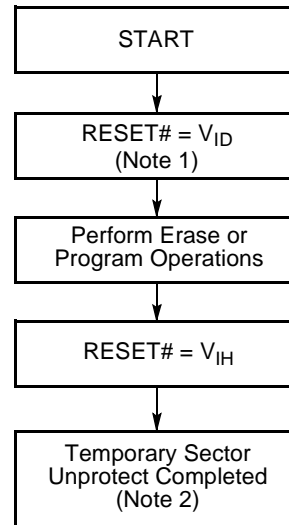 START
RESET# = V_ID
(Note 1)
Perform Erase or
Program Operations
RESET# = V_IH
Temporary Sector
Unprotect Completed
(Note 2)